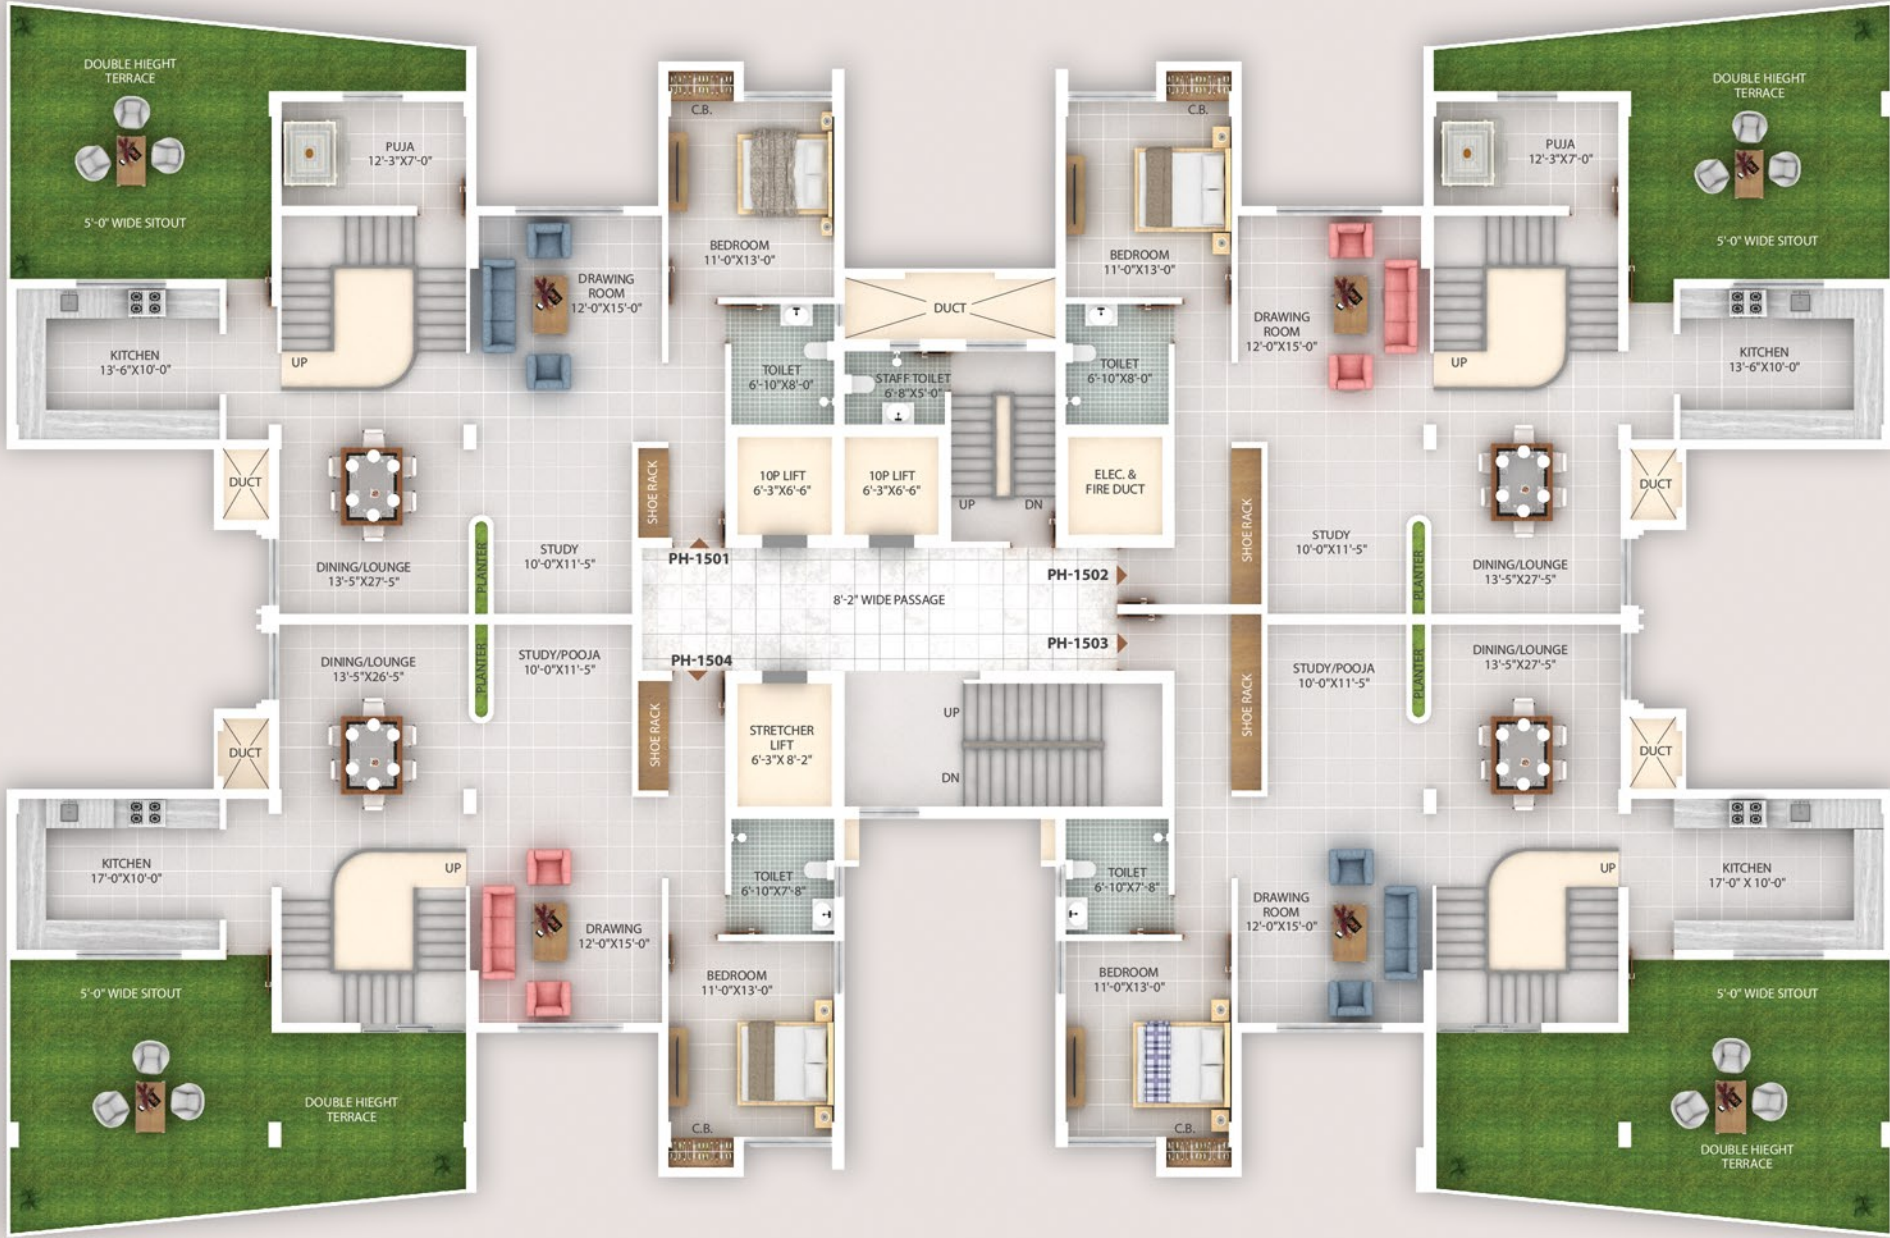 DOUBLE HIEGHT
TERRACE
5'-0" WIDE SITOUT
PUJA
12'-3"X7'-0"
C.B.
BEDROOM
11'-0"X13'-0"
DRAWING
ROOM
12'-0"X15'-0"
KITCHEN
13'-6"X10'-0"
UP
TOILET
6'-10"X8'-0"
DUCT
STAFF TOILET
6'-8"X5'-0"
DUCT
DINING/LOUNGE
13'-5"X27'-5"
PLANTER
STUDY
10'-0"X11'-5"
SHOE RACK
10P LIFT
6'-3"X6'-6"
10P LIFT
6'-3"X6'-6"
UP
DN
ELEC. &
FIRE DUCT
C.B.
BEDROOM
11'-0"X13'-0"
TOILET
6'-10"X8'-0"
DRAWING
ROOM
12'-0"X15'-0"
PUJA
12'-3"X7'-0"
DOUBLE HIEGHT
TERRACE
5'-0" WIDE SITOUT
UP
KITCHEN
13'-6"X10'-0"
SHOE RACK
STUDY
10'-0"X11'-5"
PLANTER
DINING/LOUNGE
13'-5"X27'-5"
DUCT
PH-1501
PH-1502
8'-2" WIDE PASSAGE
PH-1503
PH-1504
DINING/LOUNGE
13'-5"X26'-5"
PLANTER
STUDY/POOJA
10'-0"X11'-5"
SHOE RACK
STRETCHER
LIFT
6'-3"X 8'-2"
UP
DN
DUCT
KITCHEN
17'-0"X10'-0"
UP
DRAWING
12'-0"X15'-0"
TOILET
6'-10"X7'-8"
BEDROOM
11'-0"X13'-0"
C.B.
5'-0" WIDE SITOUT
DOUBLE HIEGHT
TERRACE
SHOE RACK
STUDY/POOJA
10'-0"X11'-5"
PLANTER
DINING/LOUNGE
13'-5"X27'-5"
DUCT
TOILET
6'-10"X7'-8"
DRAWING
ROOM
12'-0"X15'-0"
UP
KITCHEN
17'-0" X 10'-0"
BEDROOM
11'-0"X13'-0"
C.B.
5'-0" WIDE SITOUT
DOUBLE HIEGHT
TERRACE